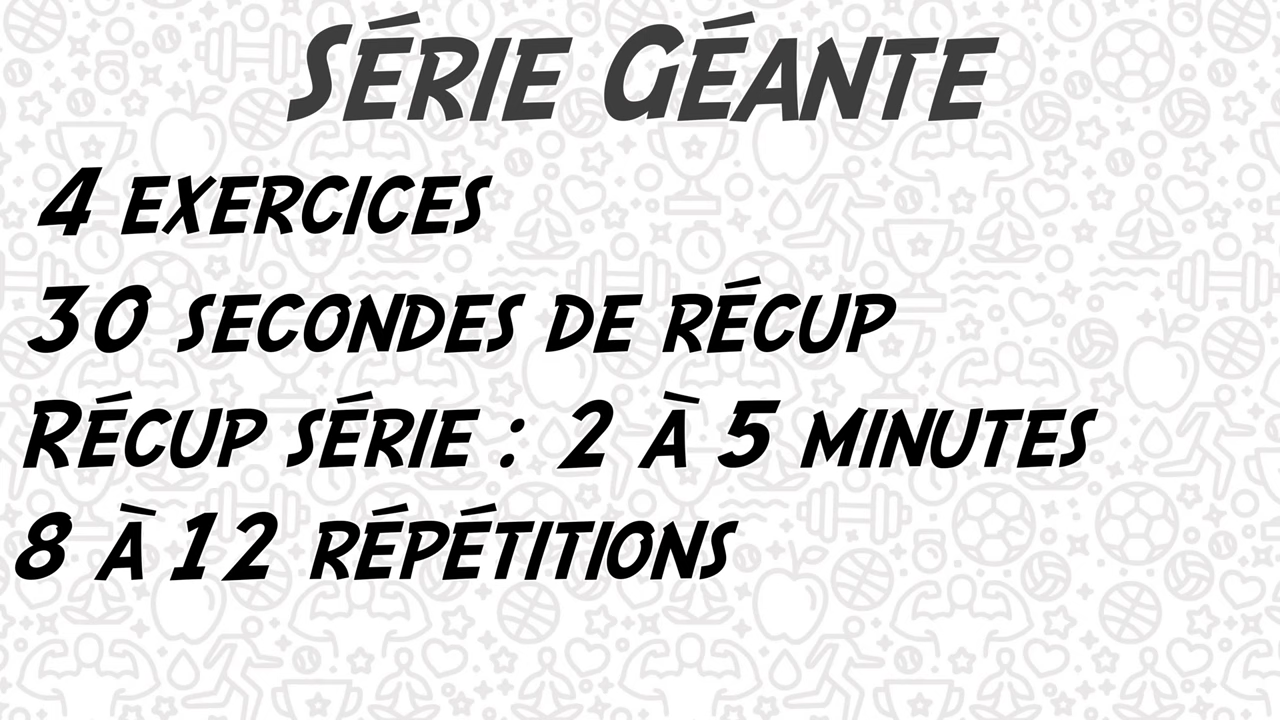 Série Géante
4 exercices
30 secondes de récup
Récup série : 2 à 5 minutes
8 à 12 répétitions